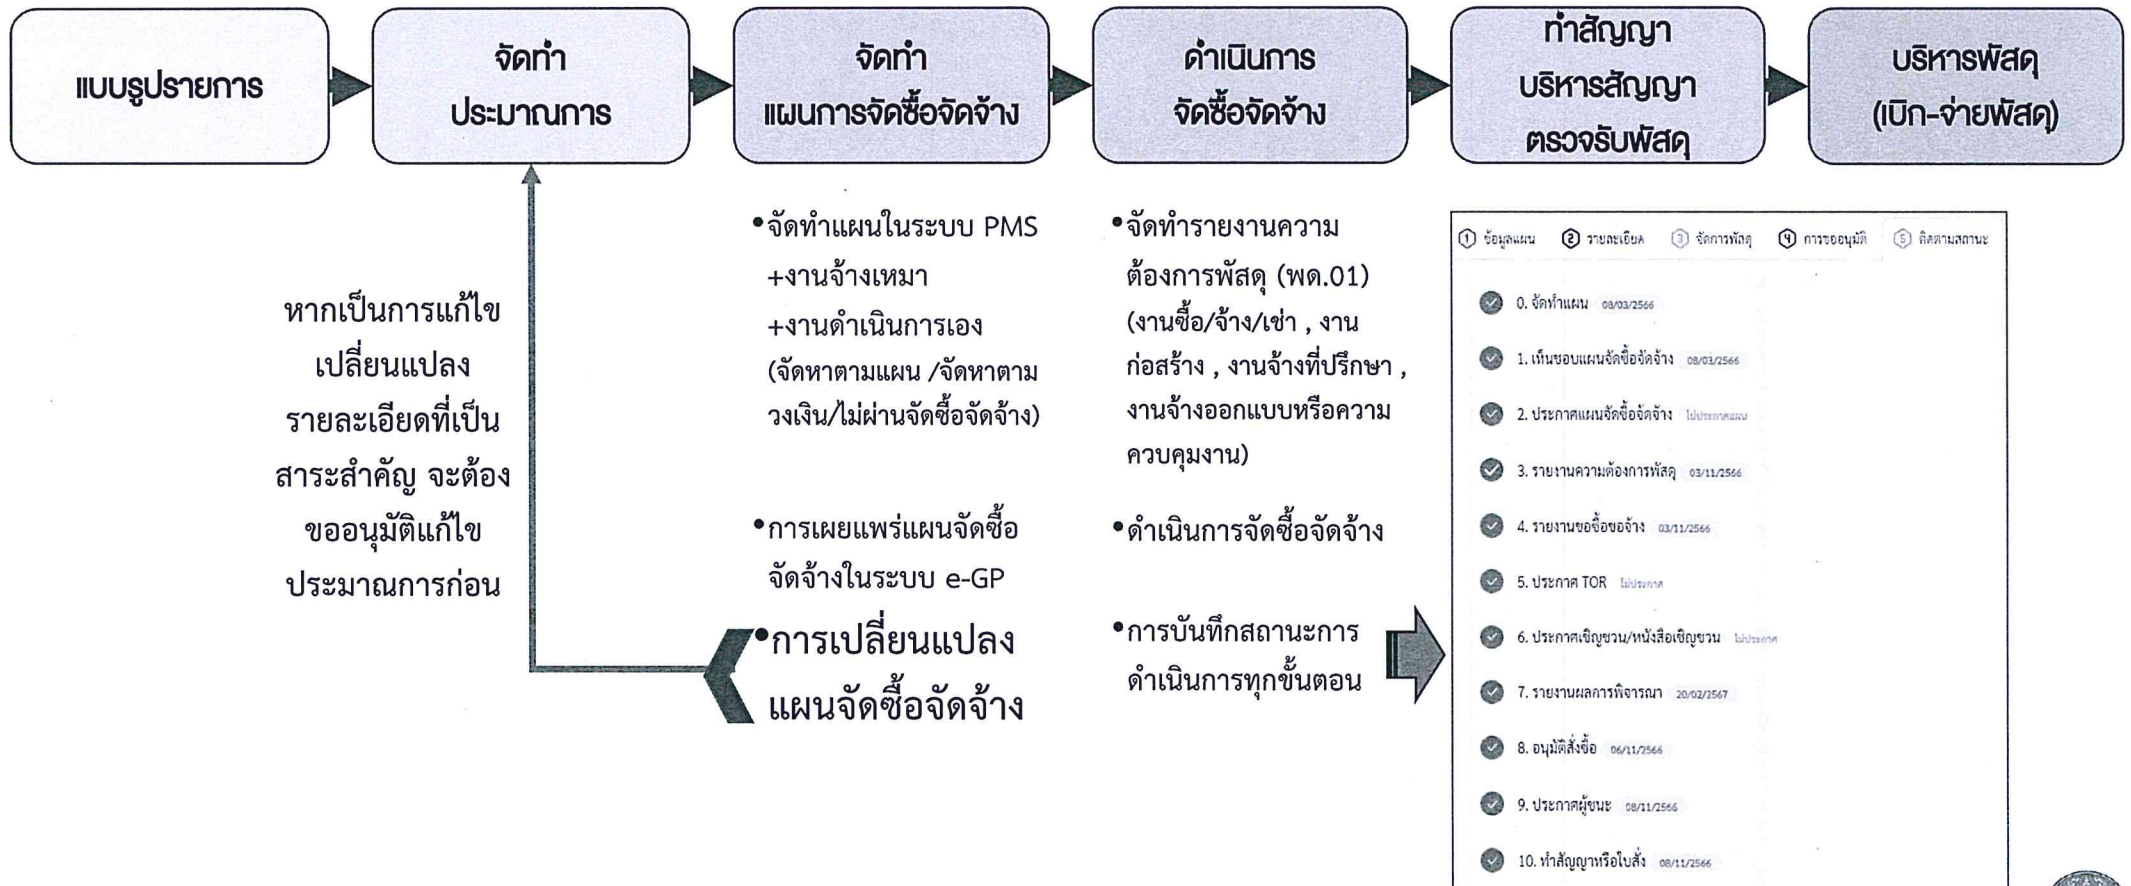 แบบรูปรายการ
จัดทำ
ประมาณการ
จัดทำ
แผนการจัดซื้อจัดจ้าง
ดำเนินการ
จัดซื้อจัดจ้าง
ทำสัญญา
บริหารสัญญา
ตรวจรับพัสดุ
บริหารพัสดุ
(เบิก-จ่ายพัสดุ)
หากเป็นการแก้ไข
เปลี่ยนแปลง
รายละเอียดที่เป็น
สาระสำคัญ จะต้อง
ขออนุมัติแก้ไข
ประมาณการก่อน
•จัดทำแผนในระบบ PMS
+งานจ้างเหมา
+งานดำเนินการเอง
(จัดหาตามแผน /จัดหาตาม
วงเงิน/ไม่ผ่านจัดซื้อจัดจ้าง)
•การเผยแพร่แผนจัดซื้อ
จัดจ้างในระบบ e-GP
•การเปลี่ยนแปลง
แผนจัดซื้อจัดจ้าง
•จัดทำรายงานความ
ต้องการพัสดุ (พด.01)
(งานซื้อ/จ้าง/เช่า , งาน
ก่อสร้าง , งานจ้างที่ปรึกษา ,
งานจ้างออกแบบหรือความ
ควบคุมงาน)
•ดำเนินการจัดซื้อจัดจ้าง
•การบันทึกสถานะการ
ดำเนินการทุกขั้นตอน
1 ข้อมูลแผน 2 รายละเอียด 3 จัดการพัสดุ 4 การขออนุมัติ 5 ติดตามสถานะ
0. จัดทำแผน 08/03/2566
1. เห็นชอบแผนจัดซื้อจัดจ้าง 08/03/2566
2. ประกาศแผนจัดซื้อจัดจ้าง ไม่ประกาศแผน
3. รายงานความต้องการพัสดุ 03/11/2566
4. รายงานขอซื้อขอจ้าง 03/11/2566
5. ประกาศ TOR ไม่ประกาศ
6. ประกาศเชิญชวน/หนังสือเชิญชวน ไม่ประกาศ
7. รายงานผลการพิจารณา 20/02/2567
8. อนุมัติสั่งซื้อ 06/11/2566
9. ประกาศผู้ชนะ 08/11/2566
10. ทำสัญญาหรือใบสั่ง 08/11/2566